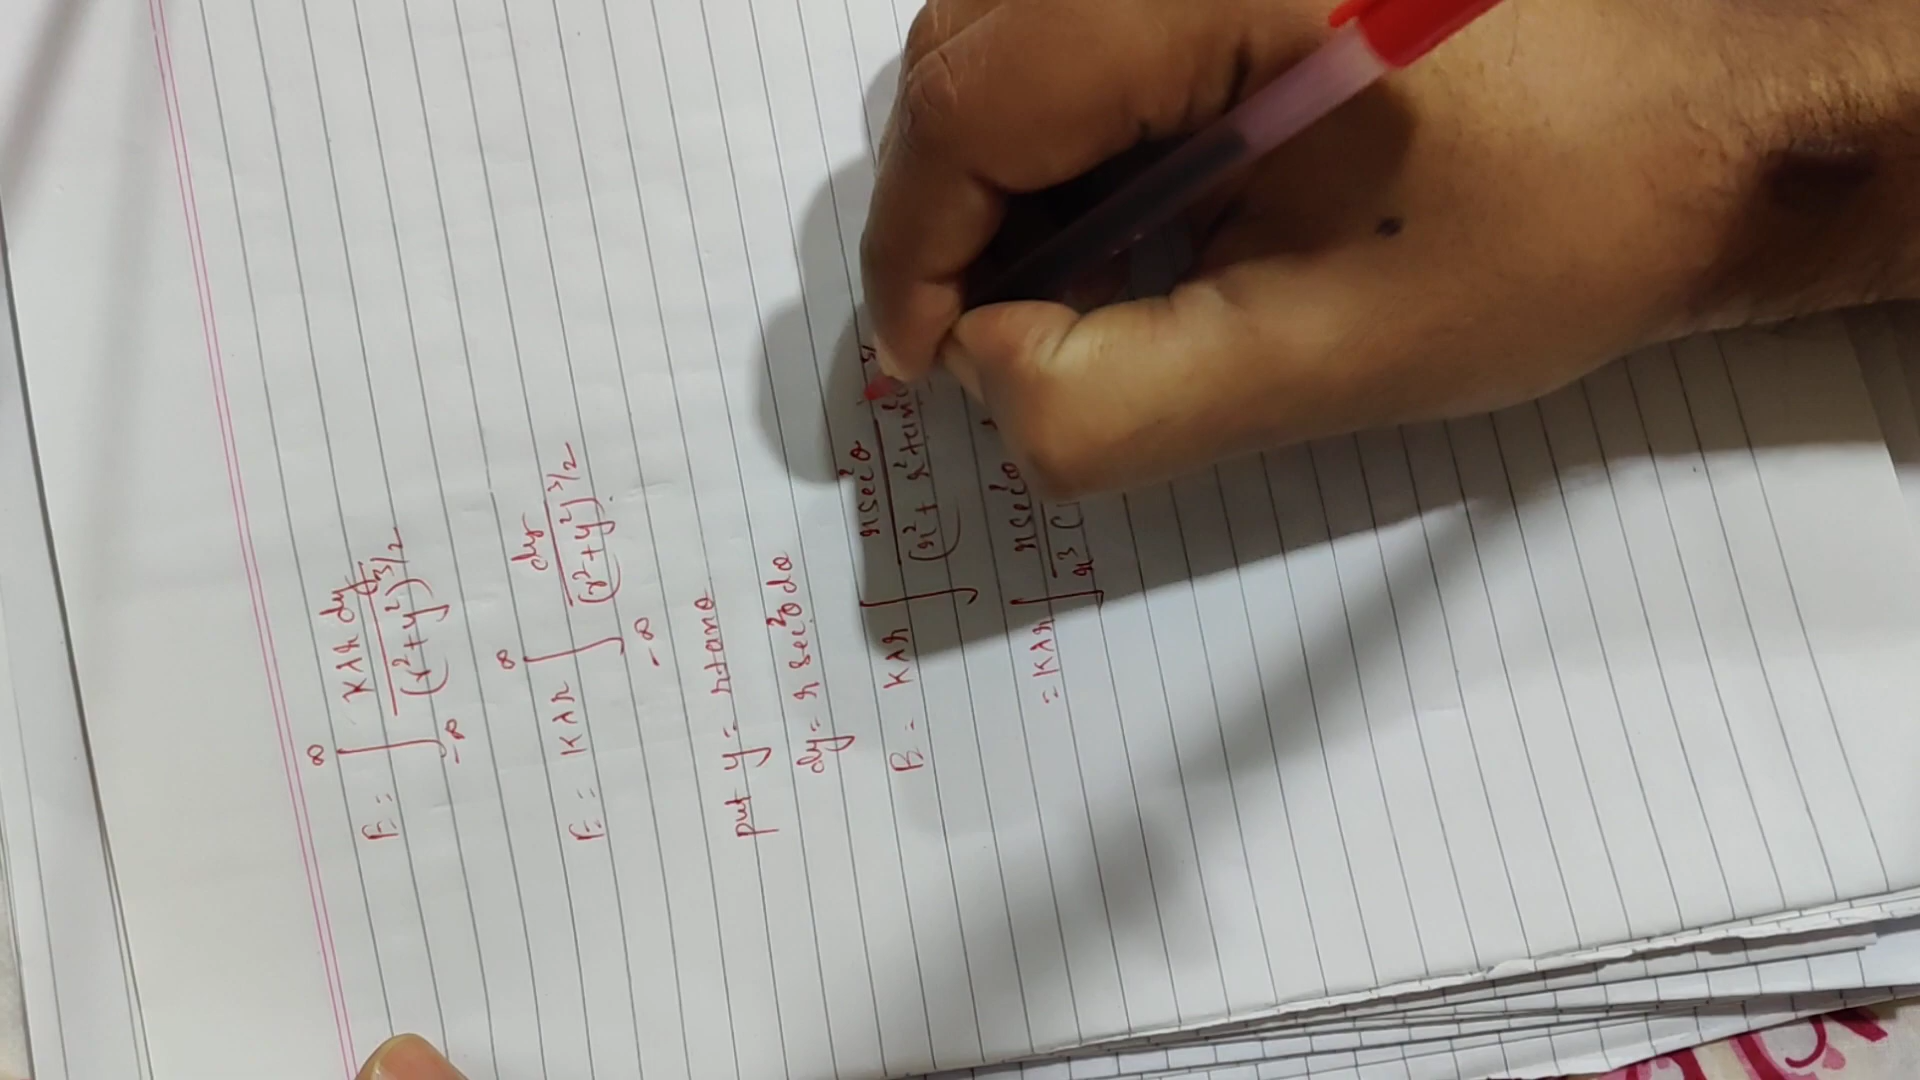 E = ∫_{-∞}^{∞} kλr dy / (r²+y²)^{3/2}
E = kλr ∫_{-∞}^{∞} dy / (r²+y²)^{3/2}
put y = r tanθ
dy = r sec²θ dθ
E = kλr ∫ r sec²θ / (r² + r² tan²
= kλr ∫ r sec²θ / r³ (